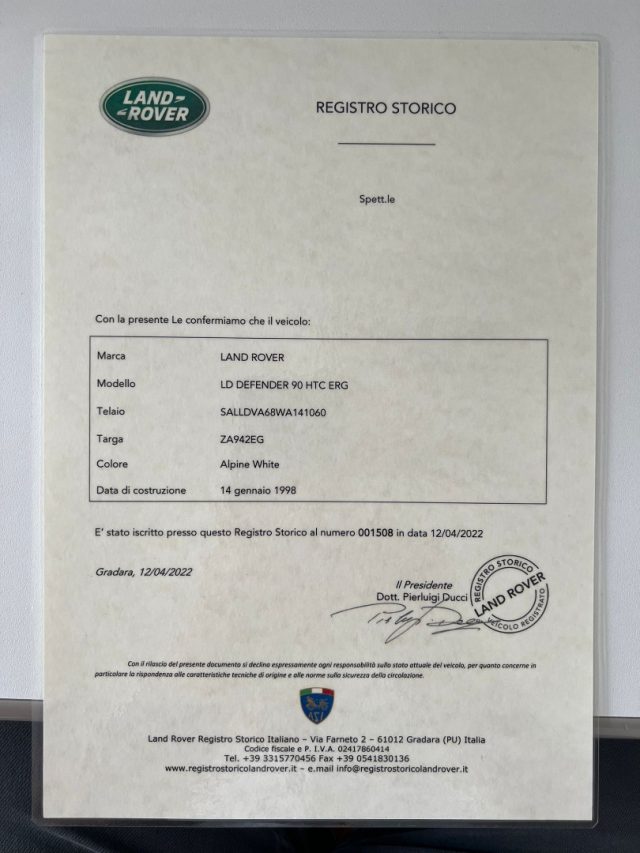 LAND
ROVER
REGISTRO STORICO
Spett.le
Con la presente Le confermiamo che il veicolo:
Marca LAND ROVER
Modello LD DEFENDER 90 HTC ERG
Telaio SALLDVA68WA141060
Targa ZA942EG
Colore Alpine White
Data di costruzione 14 gennaio 1998
E' stato iscritto presso questo Registro Storico al numero 001508 in data 12/04/2022
Gradara, 12/04/2022
Il Presidente
Dott. Pierluigi Ducci
REGISTRO STORICO
LAND ROVER
VEICOLO REGISTRATO
Con il rilascio del presente documento si declina espressamente ogni responsabilità sullo stato attuale del veicolo, per quanto concerne in
particolare la rispondenza alle caratteristiche tecniche di origine e alle norme sulla sicurezza della circolazione.
Land Rover Registro Storico Italiano – Via Farneto 2 – 61012 Gradara (PU) Italia
Codice fiscale e P. I.V.A. 02417860414
Tel. +39 3315770456 Fax +39 0541830136
www.registrostoricolandrover.it – e.mail info@registrostoricolandrover.it